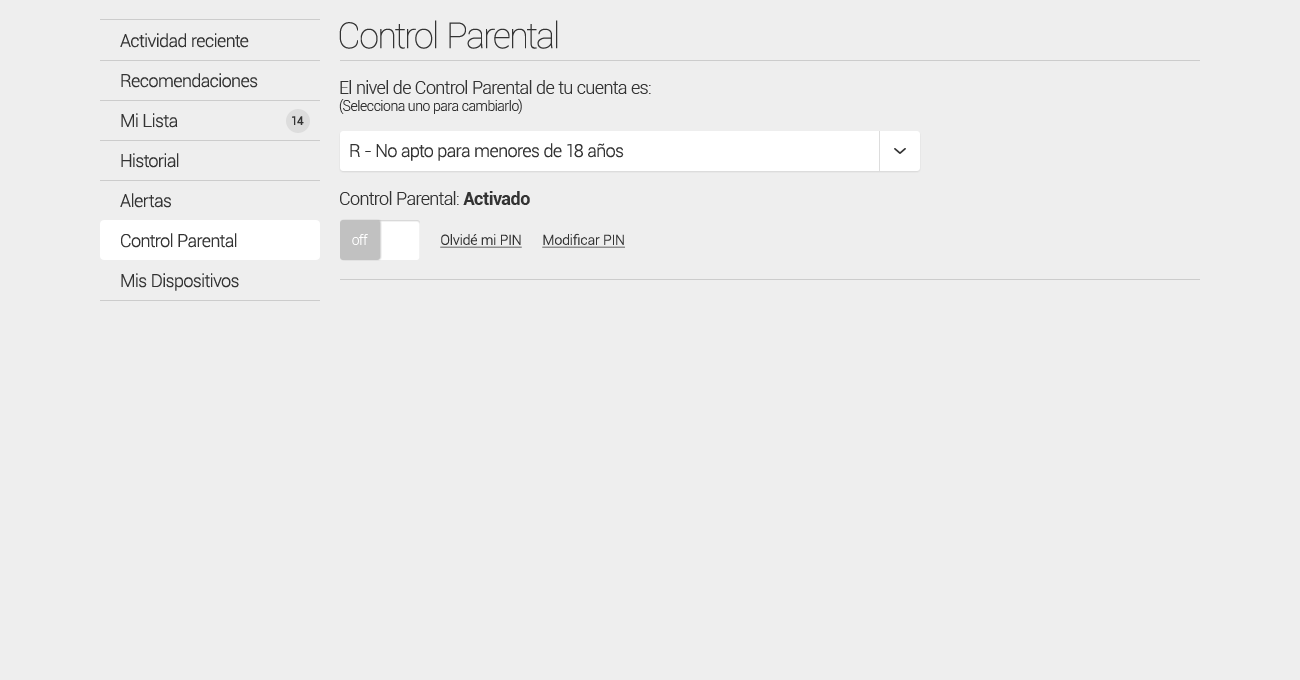 Actividad reciente
Recomendaciones
Mi Lista 14
Historial
Alertas
Control Parental
Mis Dispositivos
Control Parental
El nivel de Control Parental de tu cuenta es:
(Selecciona uno para cambiarlo)
R - No apto para menores de 18 años
Control Parental: Activado
off Olvidé mi PIN Modificar PIN